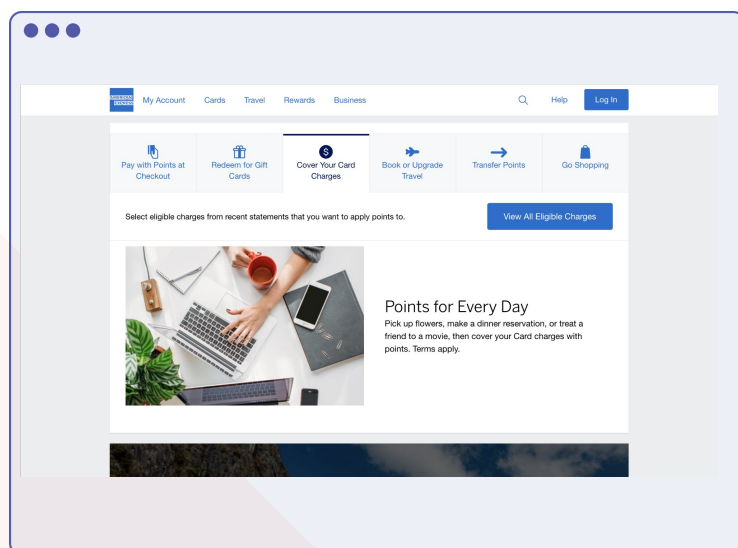 AMERICAN
EXPRESS
My Account Cards Travel Rewards Business Help Log In
Pay with Points at
Checkout
Redeem for Gift
Cards
Cover Your Card
Charges
Book or Upgrade
Travel
Transfer Points
Go Shopping
Select eligible charges from recent statements that you want to apply points to.
View All Eligible Charges
Points for Every Day
Pick up flowers, make a dinner reservation, or treat a
friend to a movie, then cover your Card charges with
points. Terms apply.